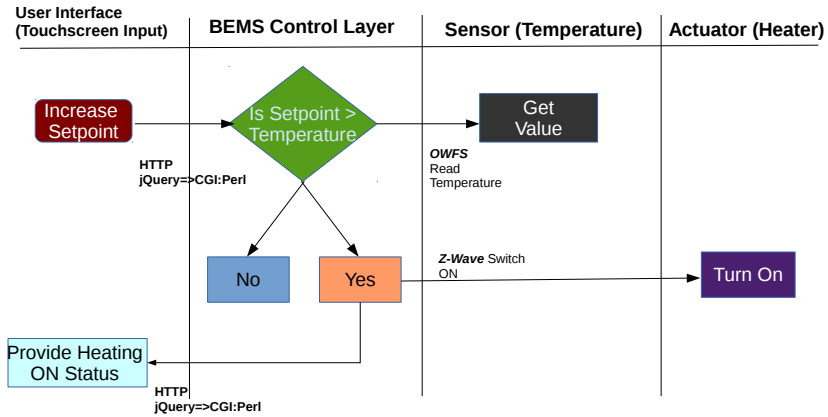 User Interface
(Touchscreen Input)
BEMS Control Layer
Sensor (Temperature)
Actuator (Heater)
Increase
Setpoint
Is Setpoint >
Temperature
Get
Value
HTTP
jQuery=>CGI:Perl
OWFS
Read
Temperature
No
Yes
Z-Wave Switch
ON
Turn On
Provide Heating
ON Status
HTTP
jQuery=>CGI:Perl